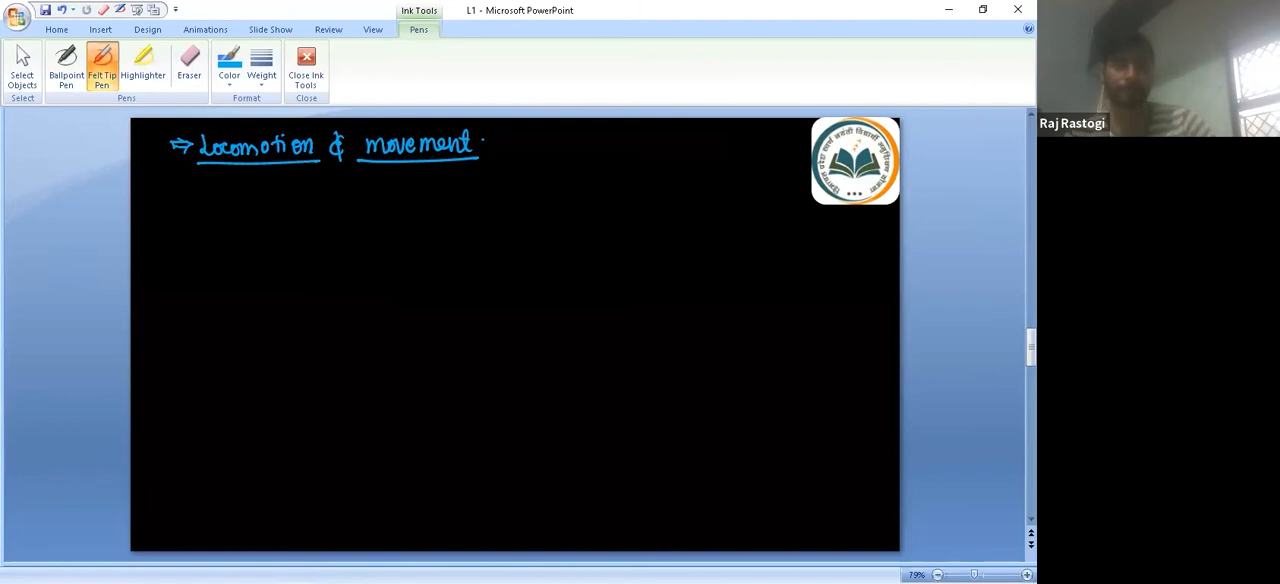 L1 - Microsoft PowerPoint
Ink Tools
Home Insert Design Animations Slide Show Review View Pens
Select Objects
Ballpoint Pen
Felt Tip Pen
Highlighter
Eraser
Color
Weight
Close Ink Tools
Select Pens Format Close
⇒ Locomotion & movement
Raj Rastogi
79%